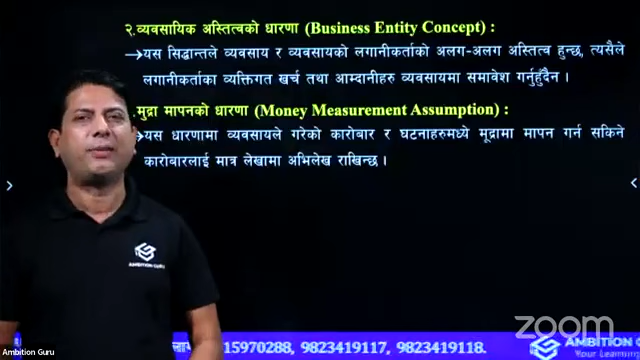 २. व्यवसायिक अस्तित्वको धारणा (Business Entity Concept) :
→यस सिद्धान्तले व्यवसाय र व्यवसायको लगानीकर्ताको अलग-अलग अस्तित्व हुन्छ, त्यसैले
लगानीकर्ताका व्यक्तिगत खर्च तथा आम्दानीहरु व्यवसायमा समावेश गर्नुहुँदैन ।
.मुद्रा मापनको धारणा (Money Measurement Assumption) :
यस धारणामा व्यवसायले गरेको कारोबार र घटनाहरुमध्ये मूद्रामा मापन गर्न सकिने
कारोबारलाई मात्र लेखामा अभिलेख राखिन्छ ।
AMBITION GURU
zoom
15970288, 9823419117, 9823419118.
AMBITION G
Your Learning
Ambition Guru